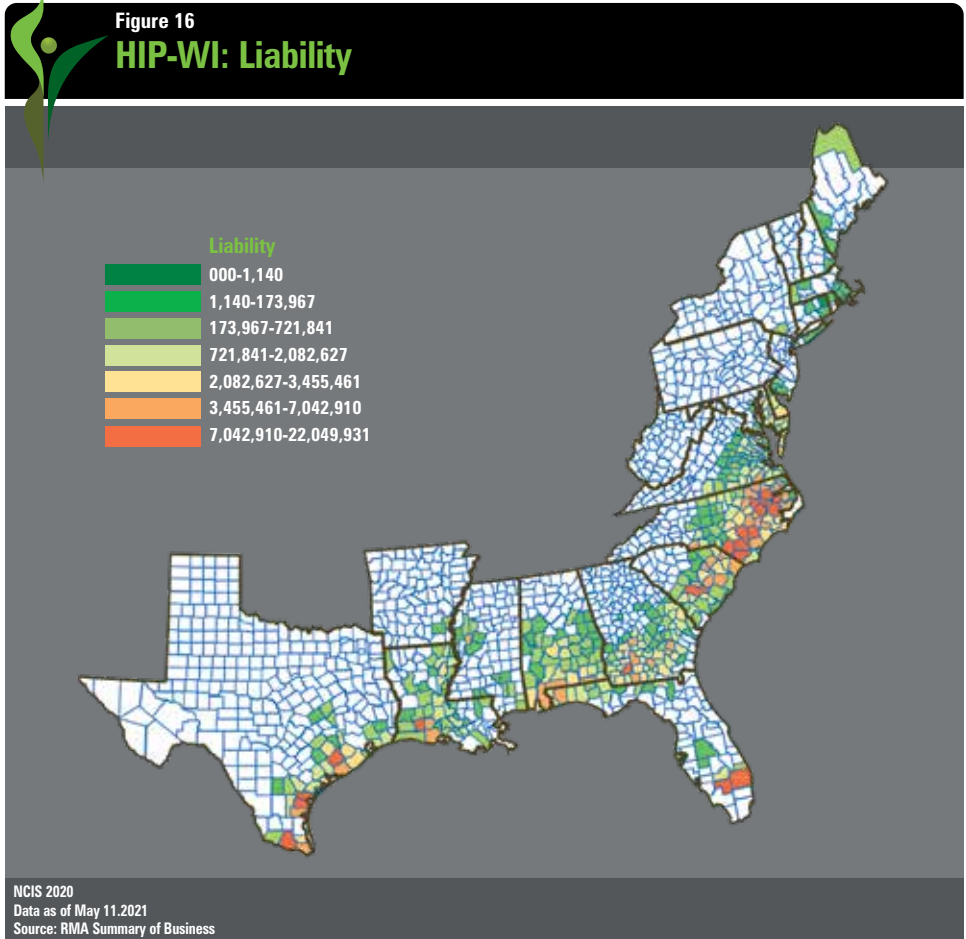 Figure 16
HIP-WI: Liability
Liability
000-1,140
1,140-173,967
173,967-721,841
721,841-2,082,627
2,082,627-3,455,461
3,455,461-7,042,910
7,042,910-22,049,931
NCIS 2020
Data as of May 11.2021
Source: RMA Summary of Business